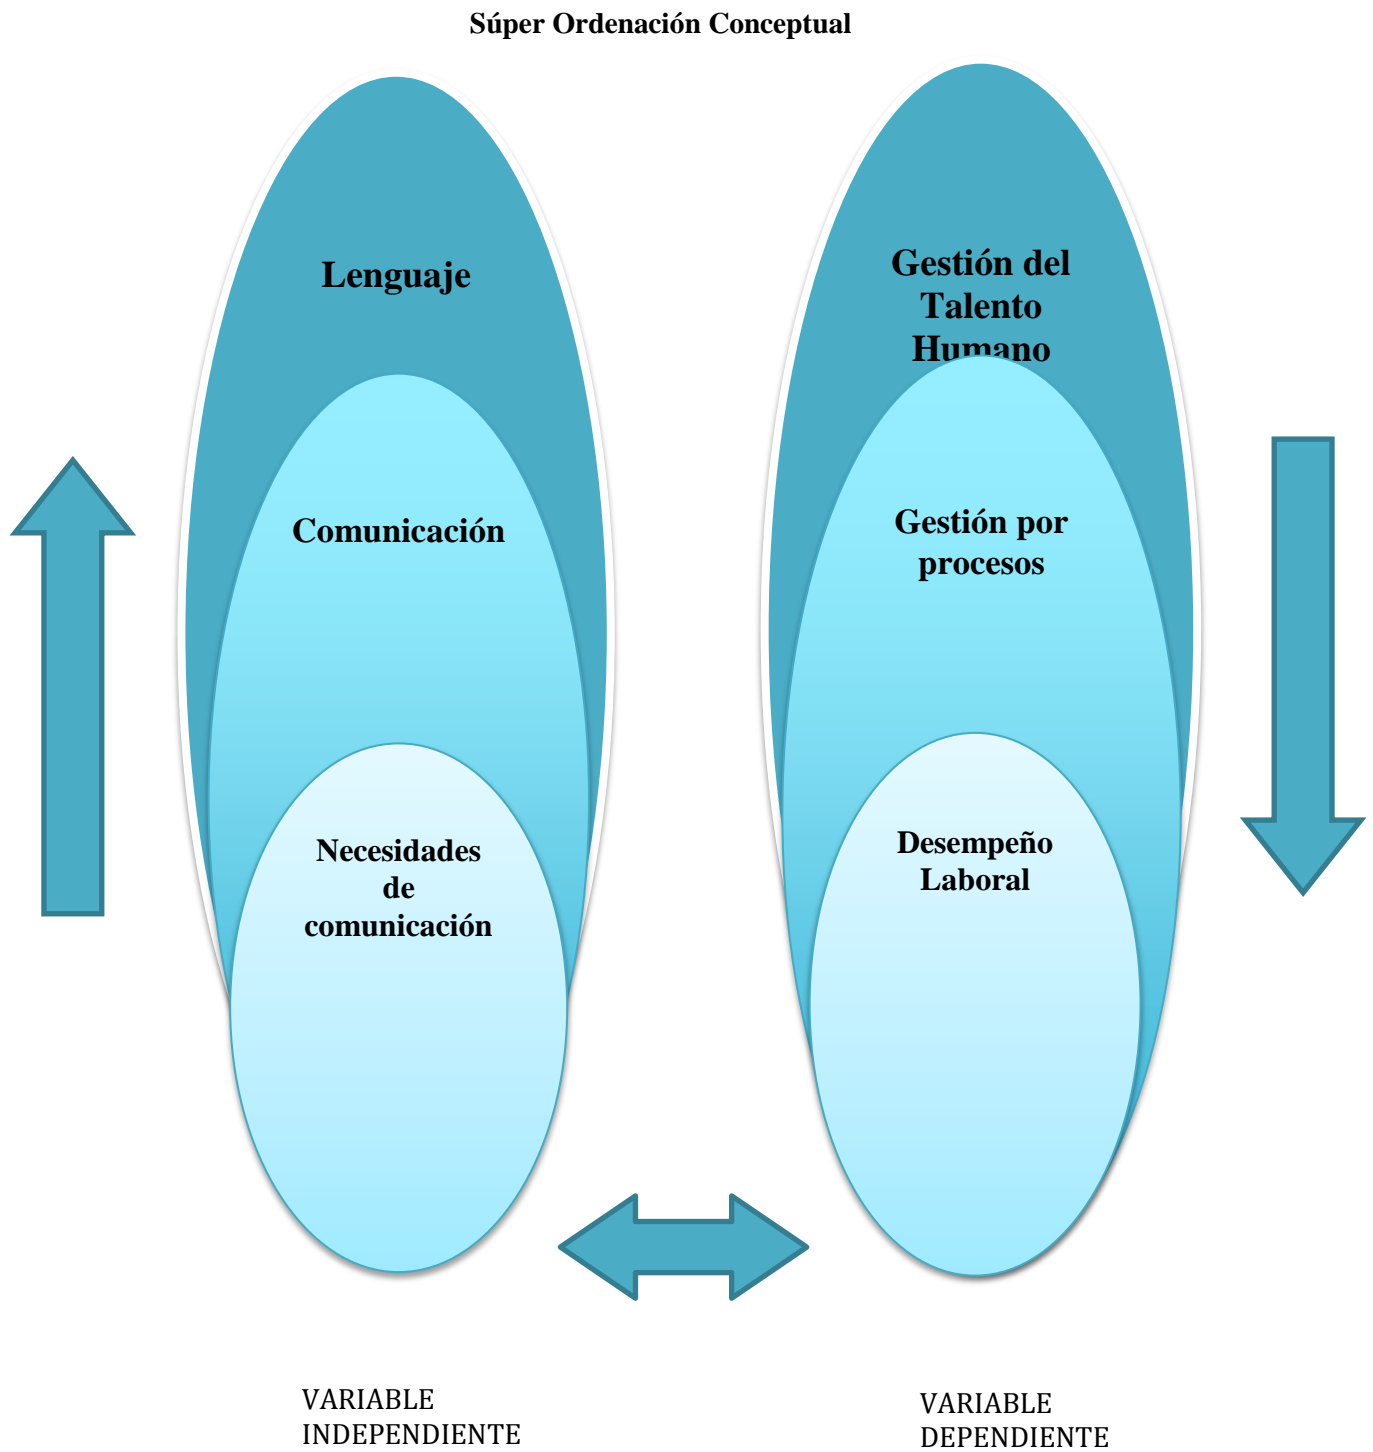 Súper Ordenación Conceptual
Lenguaje
Comunicación
Necesidades
de
comunicación
Gestión del
Talento
Humano
Gestión por
procesos
Desempeño
Laboral
VARIABLE
INDEPENDIENTE
VARIABLE
DEPENDIENTE